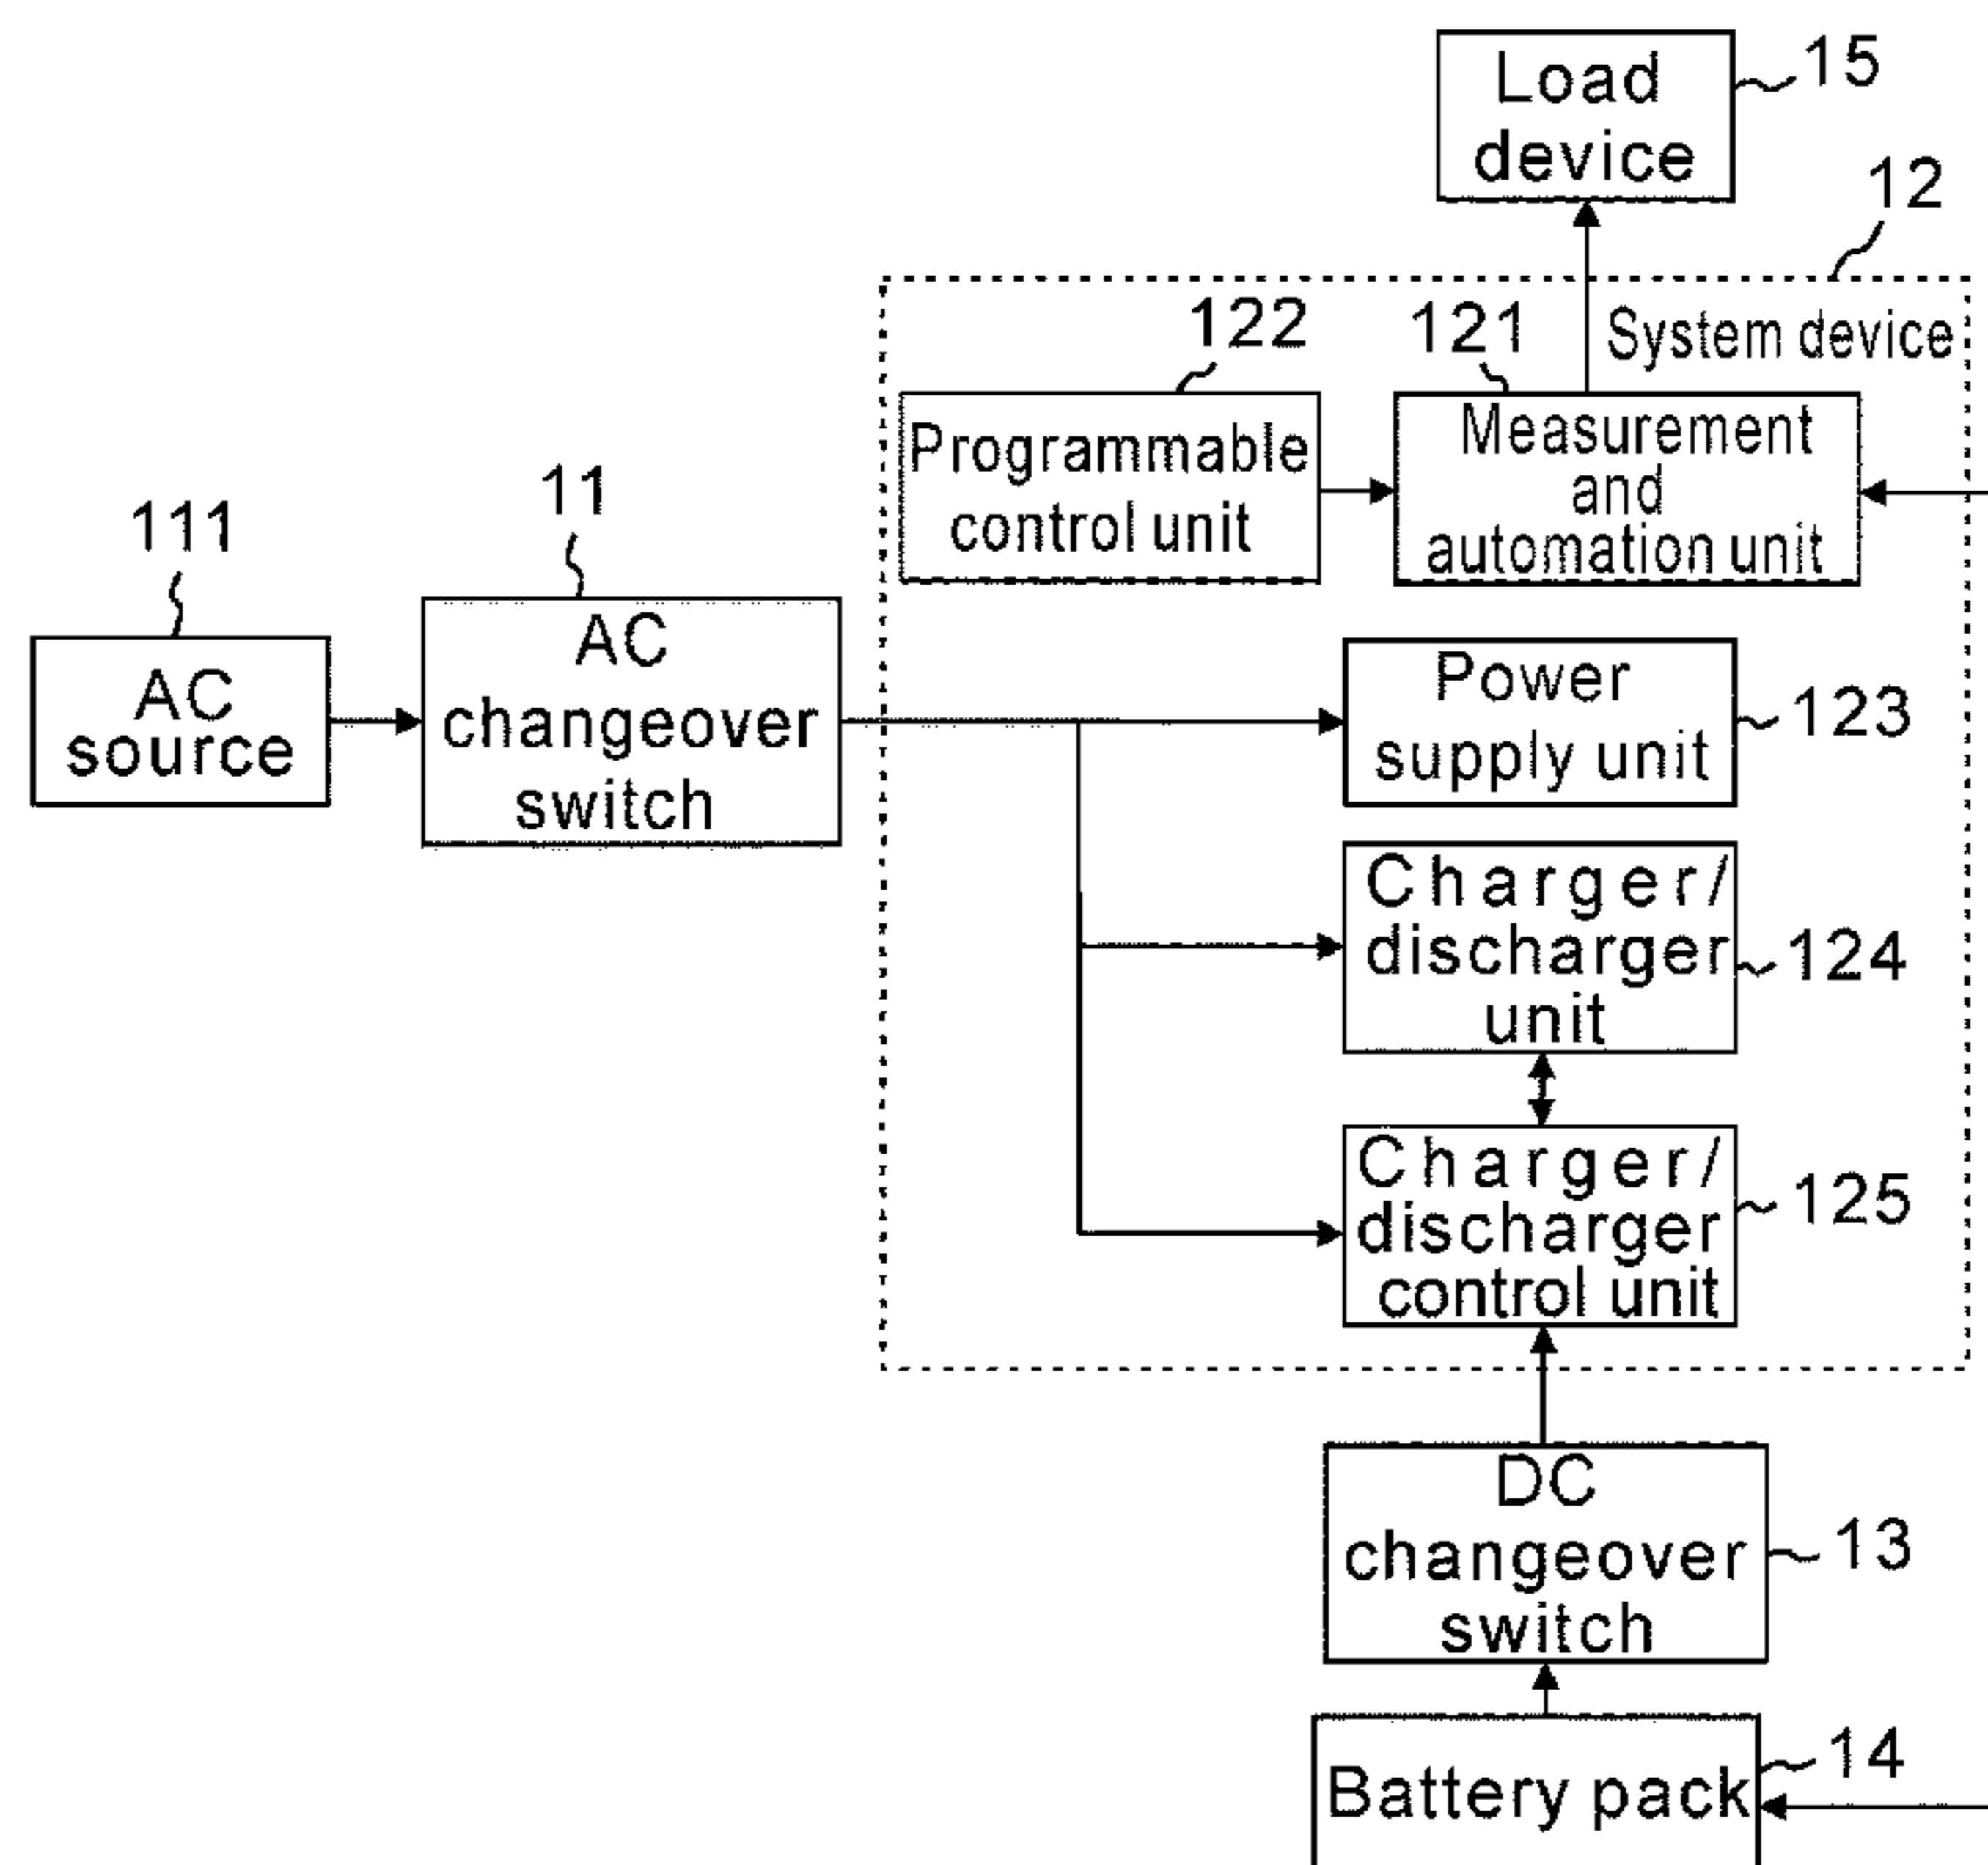 Load
device
15
12
System device
122
121
Programmable
control unit
Measurement
and
automation unit
111
11
AC
source
AC
changeover
switch
Power
supply unit
123
Charger/
discharger
unit
124
Charger/
discharger
control unit
125
DC
changeover
switch
13
Battery pack
14